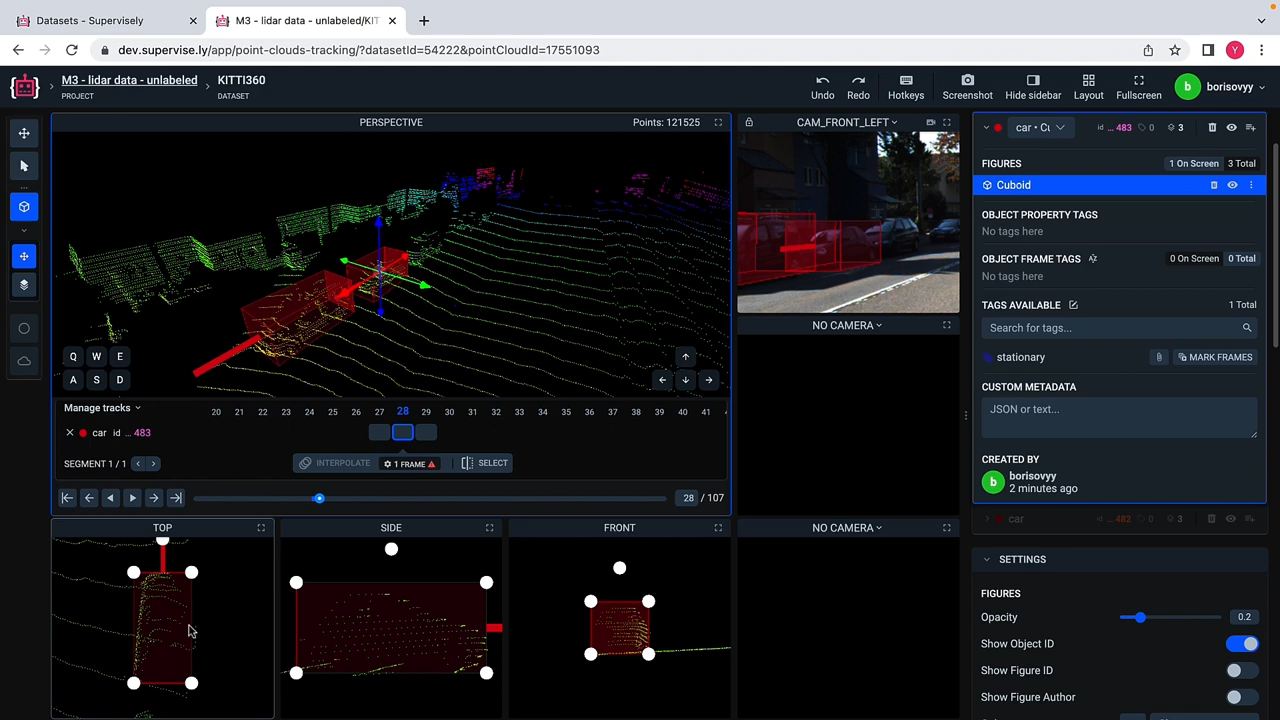 Datasets - Supervisely
M3 - lidar data - unlabeled/KIT
dev.supervise.ly/app/point-clouds-tracking/?datasetId=54222&pointCloudId=17551093
Y
M3 - lidar data - unlabeled
PROJECT
KITTI360
DATASET
Undo
Redo
Hotkeys
Screenshot
Hide sidebar
Layout
Fullscreen
b
borisovyy
PERSPECTIVE
Points: 121525
Q W E
A S D
Manage tracks
20 21 22 23 24 25 26 27 28 29 30 31 32 33 34 35 36 37 38 39 40 41
car id ... 483
SEGMENT 1 / 1
INTERPOLATE
1 FRAME
SELECT
28 / 107
TOP
SIDE
FRONT
CAM_FRONT_LEFT
NO CAMERA
NO CAMERA
car • Cu
id ... 483
0
3
FIGURES
1 On Screen
3 Total
Cuboid
OBJECT PROPERTY TAGS
No tags here
OBJECT FRAME TAGS
0 On Screen
0 Total
No tags here
TAGS AVAILABLE
1 Total
Search for tags...
stationary
MARK FRAMES
CUSTOM METADATA
JSON or text...
CREATED BY
b
borisovyy
2 minutes ago
car
id ... 482
0
3
SETTINGS
FIGURES
Opacity
0.2
Show Object ID
Show Figure ID
Show Figure Author